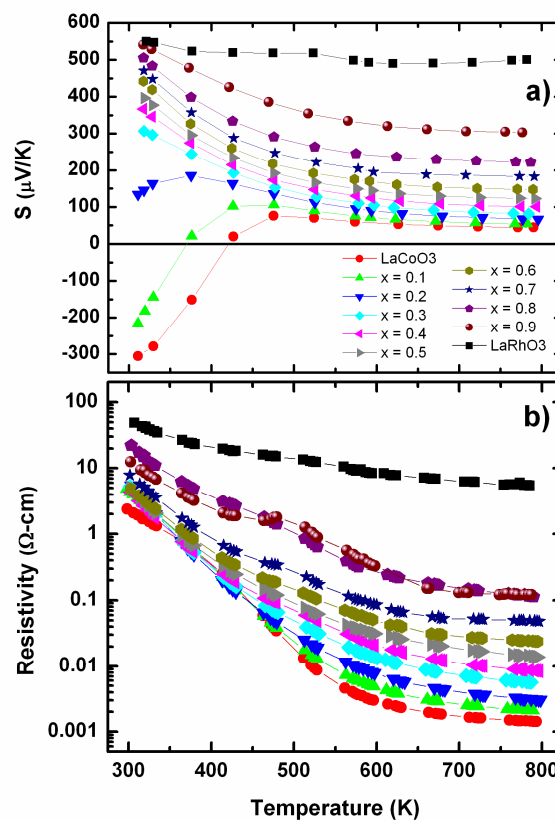 600
500
400
300
200
100
0
-100
-200
-300
S (μV/K)
a)
LaCoO3
x = 0.1
x = 0.2
x = 0.3
x = 0.4
x = 0.5
x = 0.6
x = 0.7
x = 0.8
x = 0.9
LaRhO3
100
10
1
0.1
0.01
0.001
Resistivity (Ω-cm)
b)
300 400 500 600 700 800
Temperature (K)